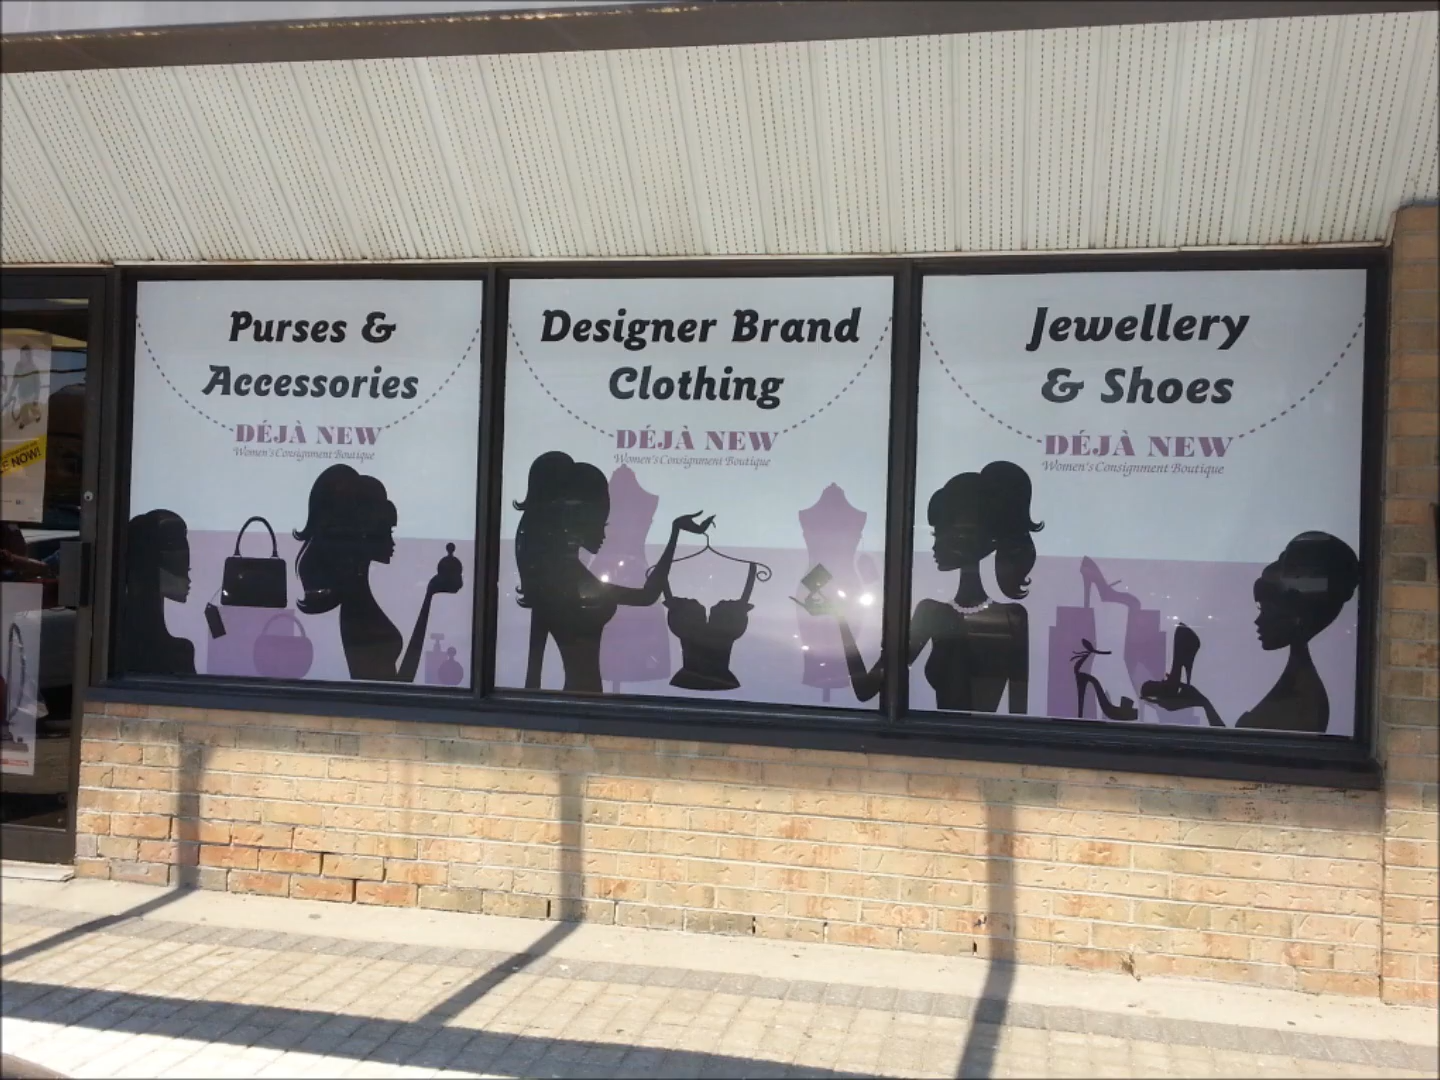 Purses &
Accessories
DÉJÀ NEW
Women's Consignment Boutique
Designer Brand
Clothing
DÉJÀ NEW
Women's Consignment Boutique
Jewellery
& Shoes
DÉJÀ NEW
Women's Consignment Boutique
NOW!